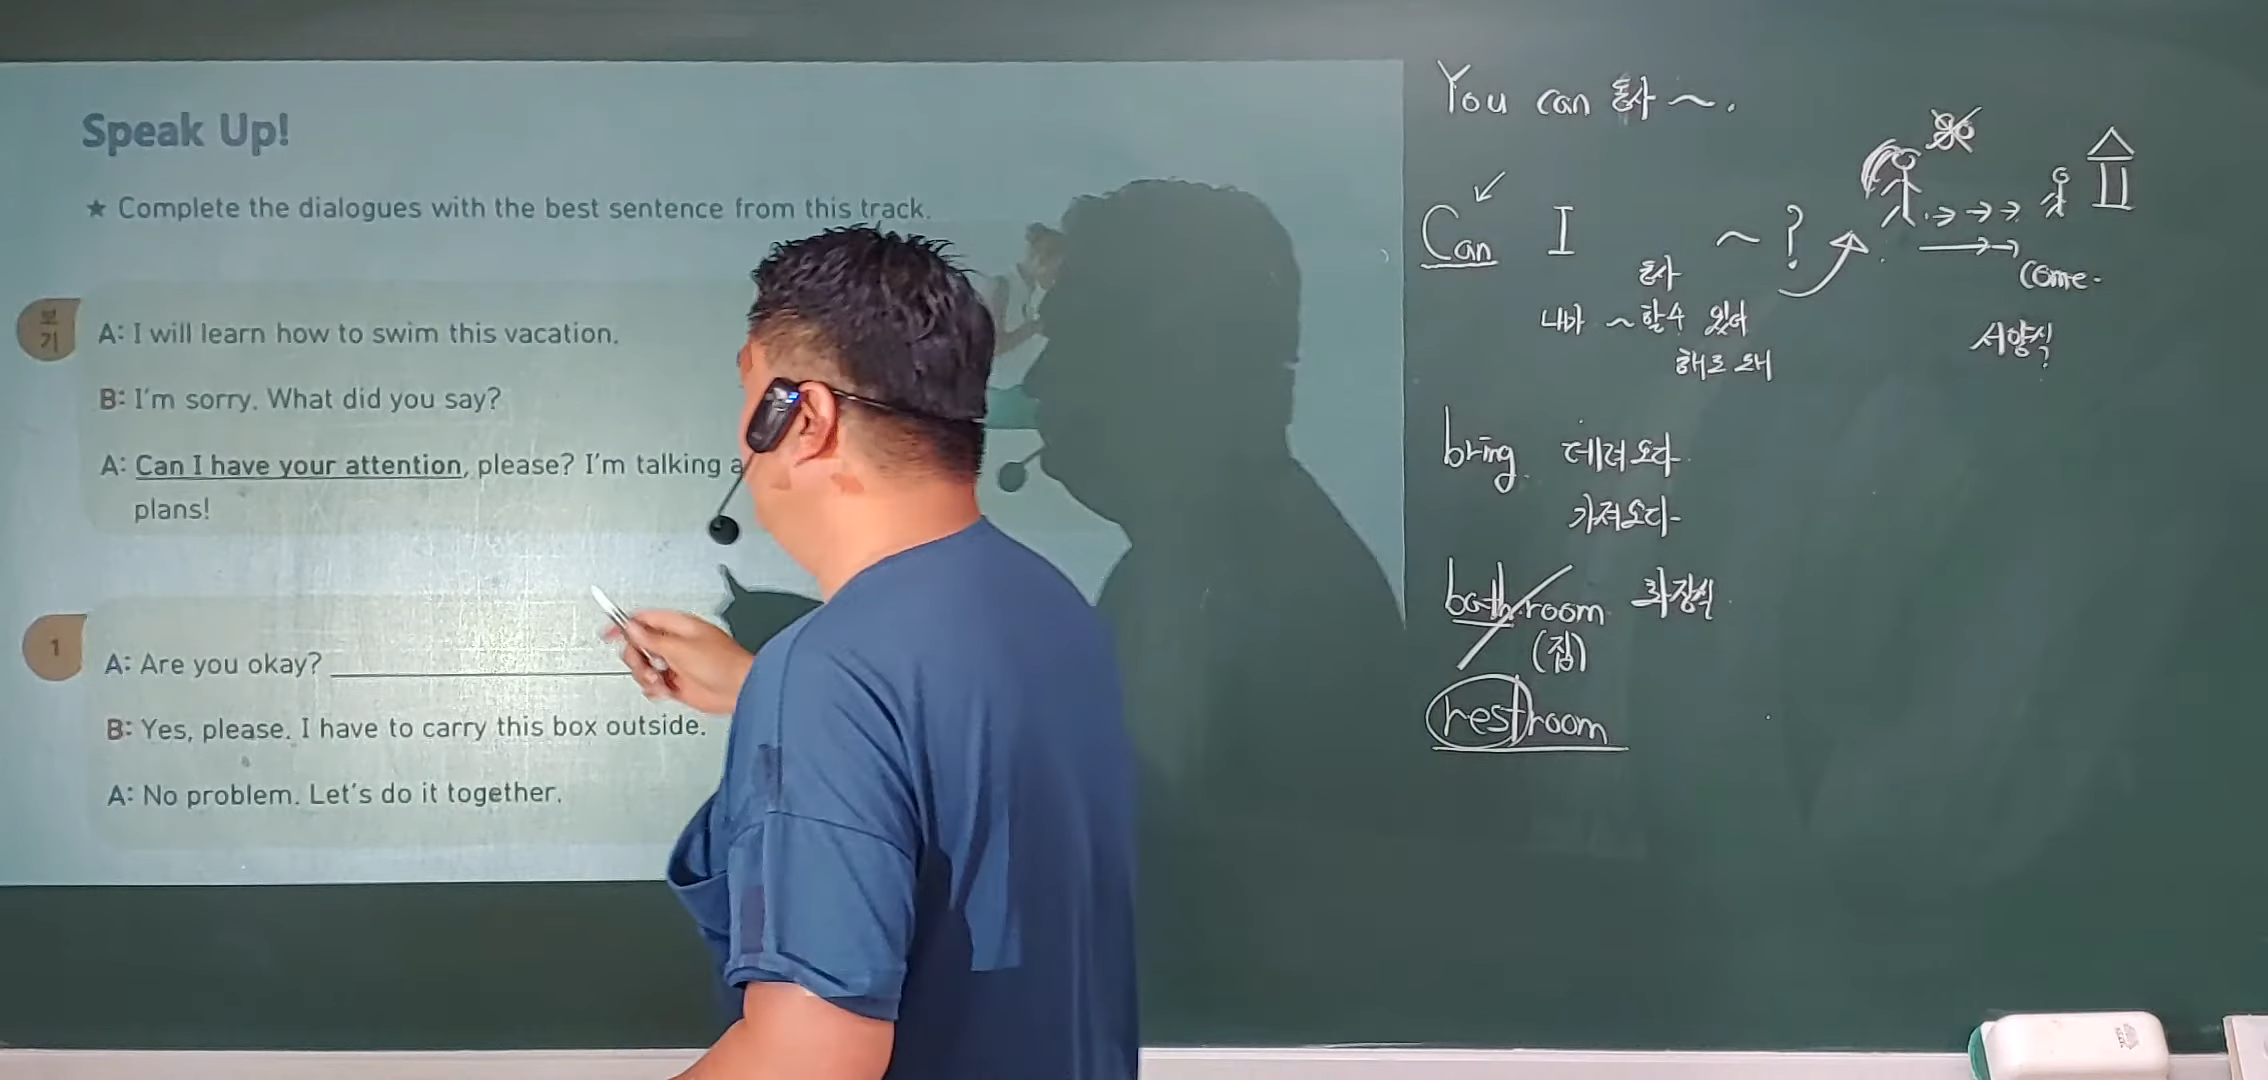 Speak Up!
★ Complete the dialogues with the best sentence from this track.
보기
A: I will learn how to swim this vacation.
B: I'm sorry. What did you say?
A: Can I have your attention, please? I'm talking a
plans!
1
A: Are you okay?
B: Yes, please. I have to carry this box outside.
A: No problem. Let's do it together.
You can 동사 ~.
Can I ~ ?
동사
내가 ~ 할 수 있어
해도 돼
come.
서양식
bring 데려오다
가져오다
bathroom 화장실
(집)
restroom